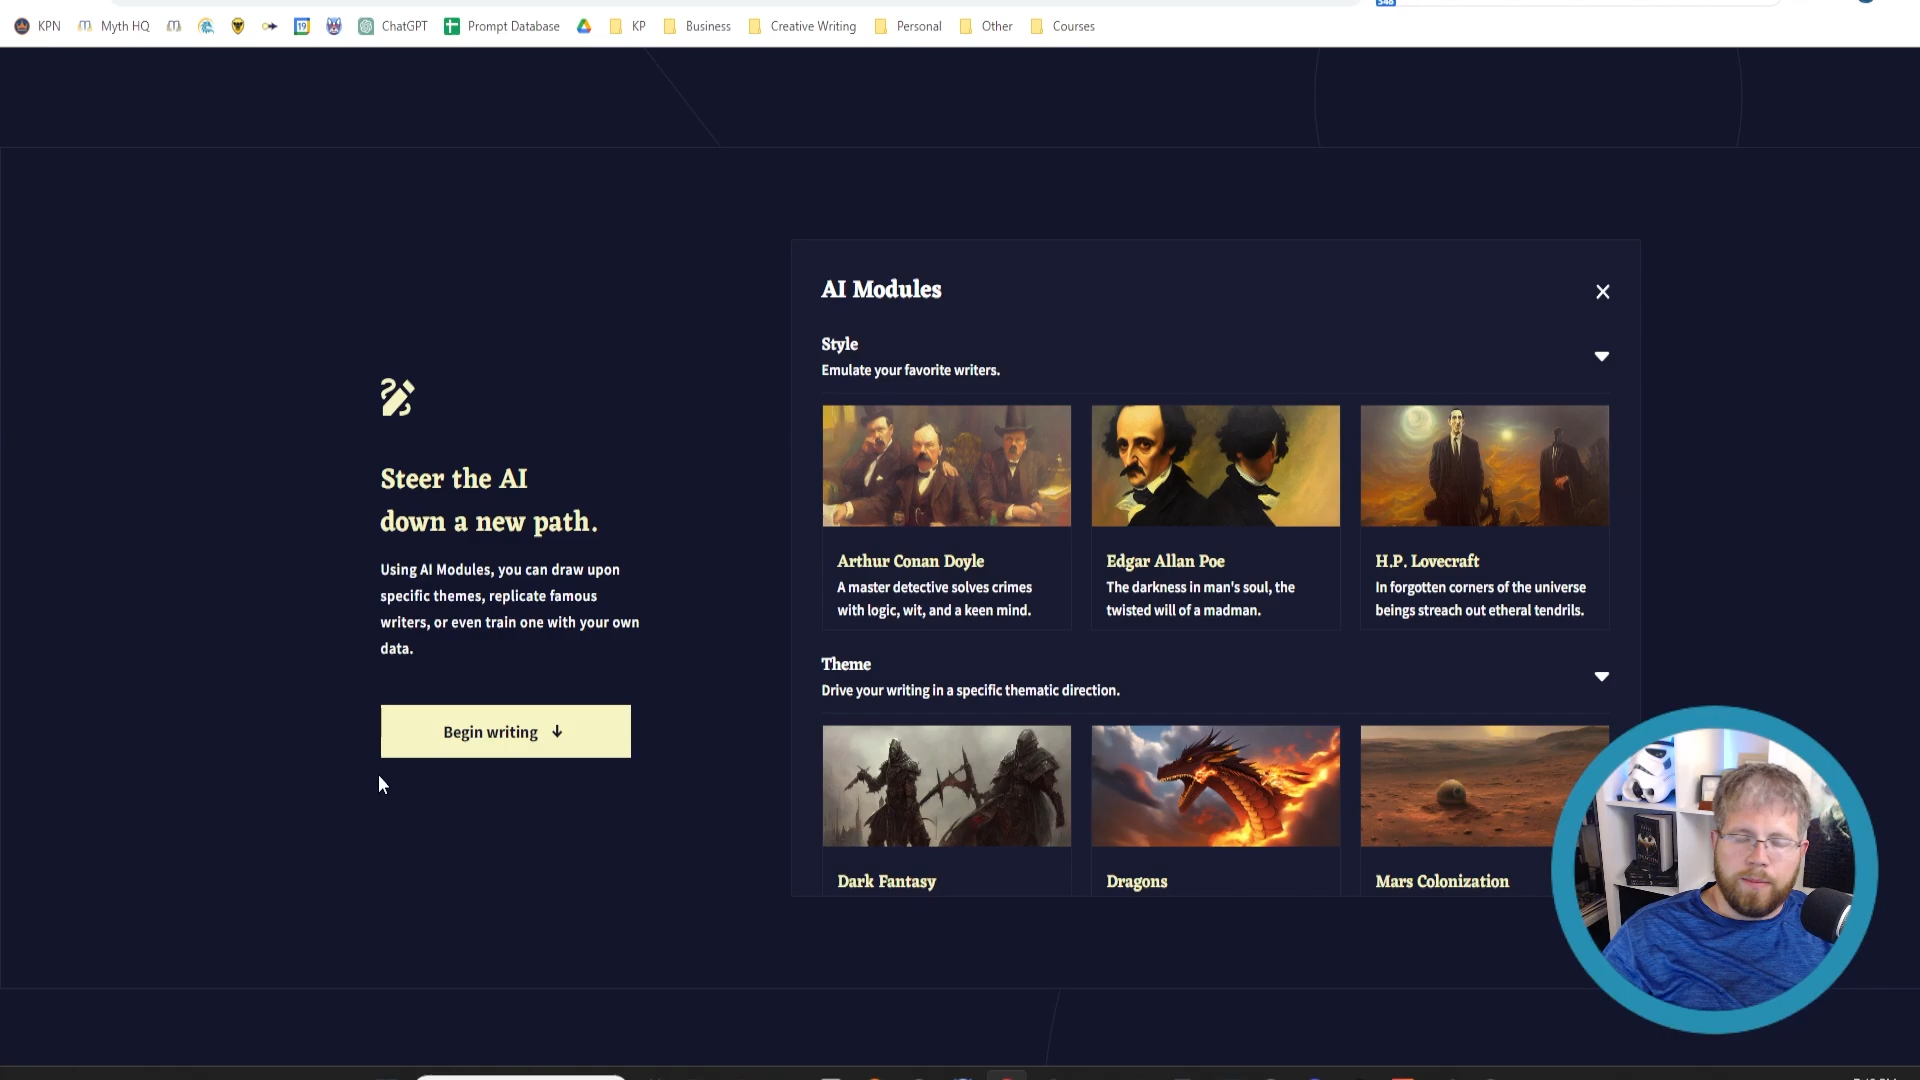 KPN
Myth HQ
19
ChatGPT
Prompt Database
KP
Business
Creative Writing
Personal
Other
Courses
Steer the AI
down a new path.
Using AI Modules, you can draw upon
specific themes, replicate famous
writers, or even train one with your own
data.
Begin writing
AI Modules
Style
Emulate your favorite writers.
Arthur Conan Doyle
A master detective solves crimes
with logic, wit, and a keen mind.
Edgar Allan Poe
The darkness in man's soul, the
twisted will of a madman.
H.P. Lovecraft
In forgotten corners of the universe
beings streach out etheral tendrils.
Theme
Drive your writing in a specific thematic direction.
Dark Fantasy
Dragons
Mars Colonization